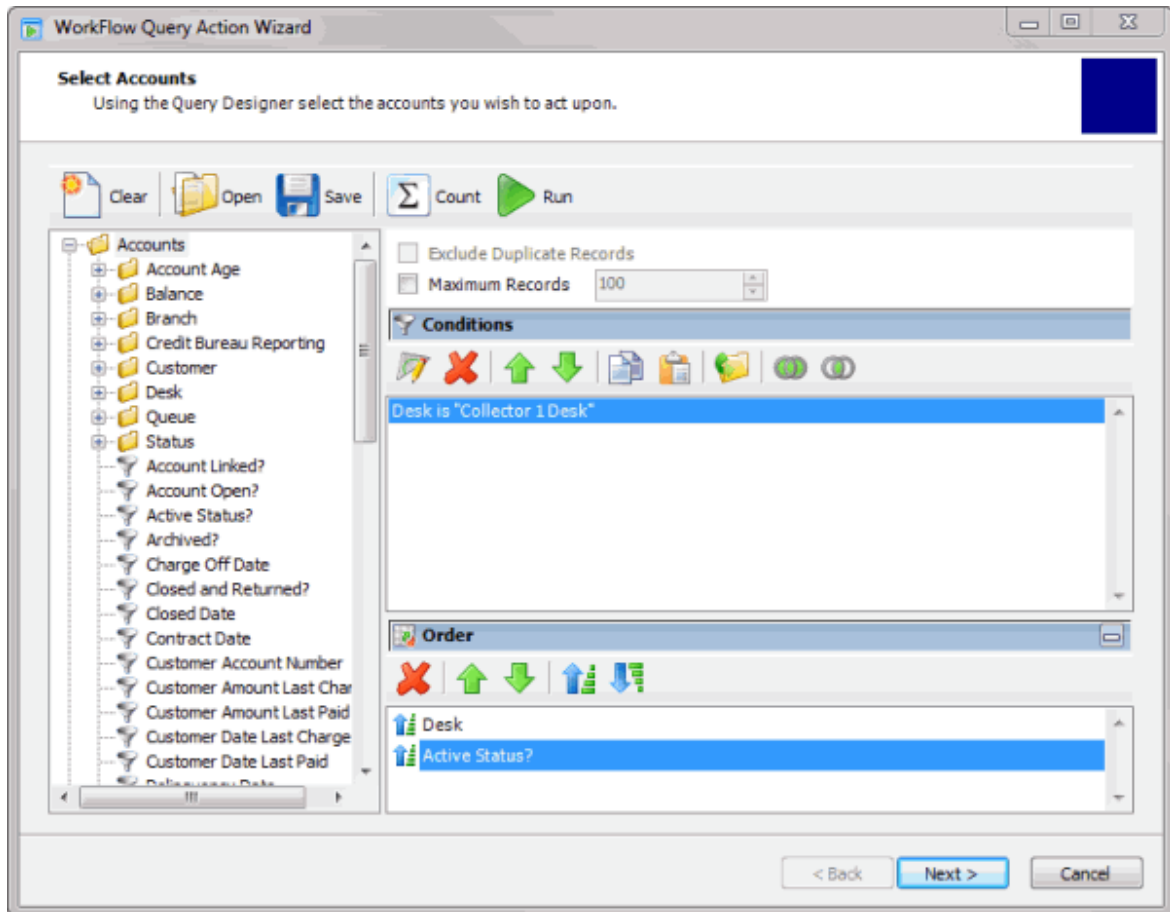 WorkFlow Query Action Wizard
Select Accounts
Using the Query Designer select the accounts you wish to act upon.
Clear Open Save Σ Count Run
Accounts
Account Age
Balance
Branch
Credit Bureau Reporting
Customer
Desk
Queue
Status
Account Linked?
Account Open?
Active Status?
Archived?
Charge Off Date
Closed and Returned?
Closed Date
Contract Date
Customer Account Number
Customer Amount Last Char
Customer Amount Last Paid
Customer Date Last Charge
Customer Date Last Paid
Delinquency Date
Exclude Duplicate Records
Maximum Records 100
Conditions
Desk is "Collector 1 Desk"
Order
Desk
Active Status?
< Back Next > Cancel